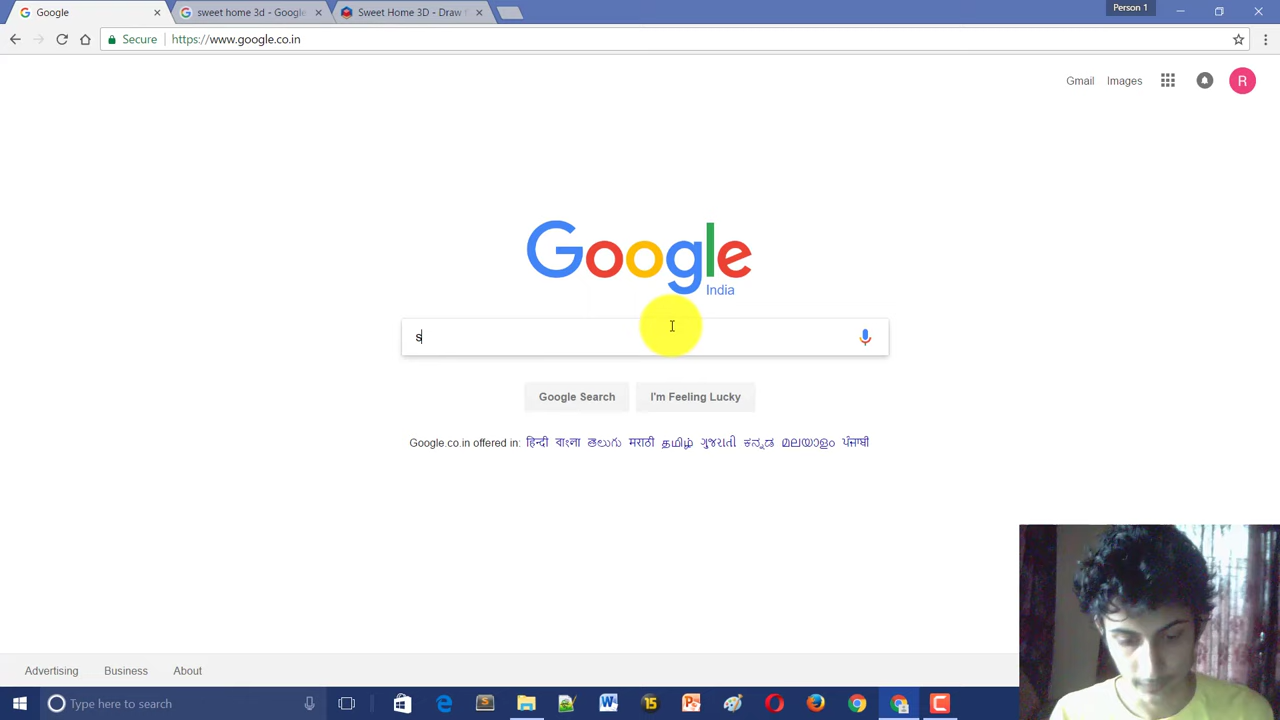 Google
sweet home 3d - Google
Sweet Home 3D - Draw f
Person 1
Secure
https://www.google.co.in
Gmail
Images
R
Google
India
s
Google Search
I'm Feeling Lucky
Google.co.in offered in: हिन्दी বাংলা తెలుగు मराठी தமிழ் ગુજરાતી ಕನ್ನಡ മലയാളം ਪੰਜਾਬੀ
Advertising
Business
About
Type here to search